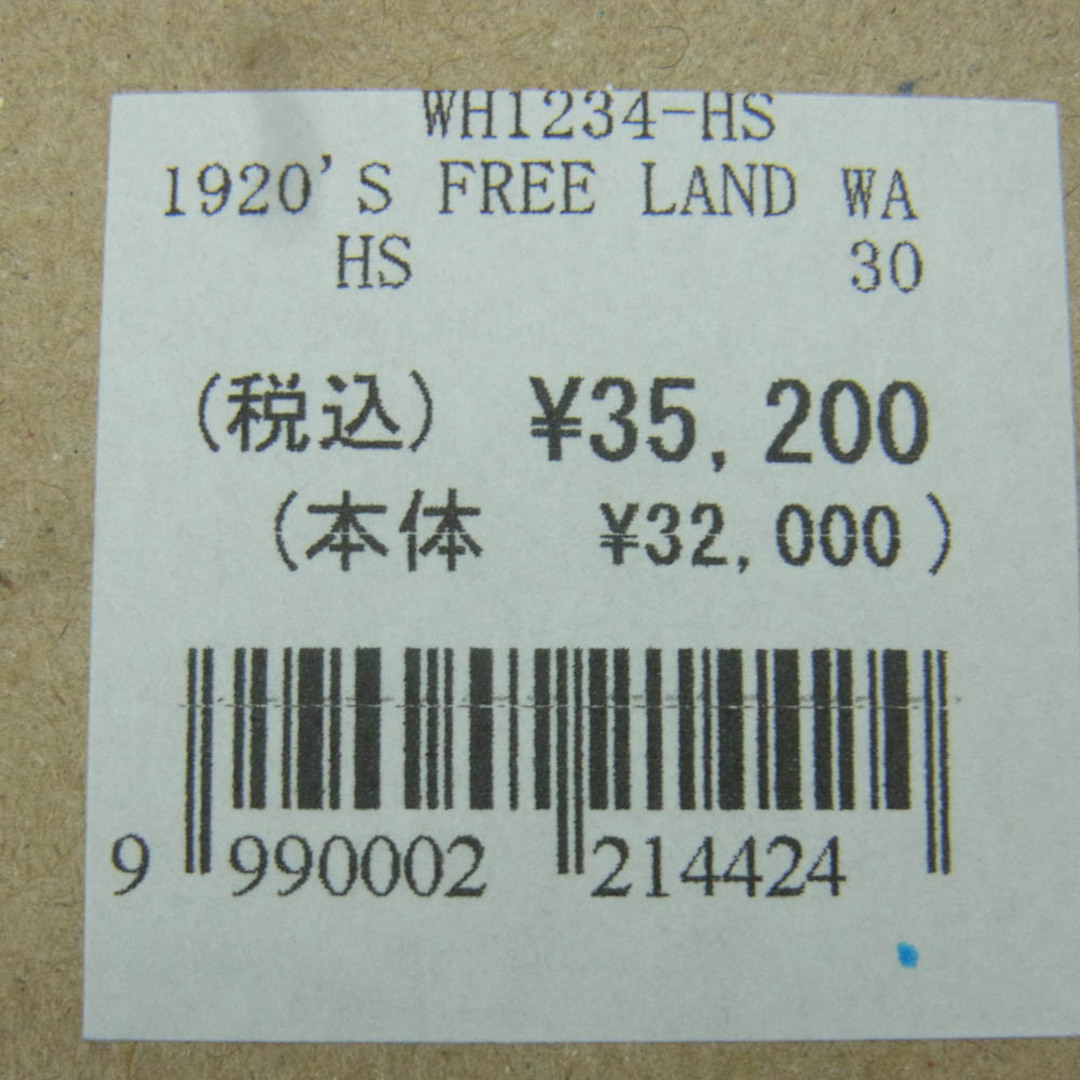 WH1234-HS
1920'S FREE LAND WA
HS 30
(税込) ¥35,200
(本体 ¥32,000)
9 990002 214424